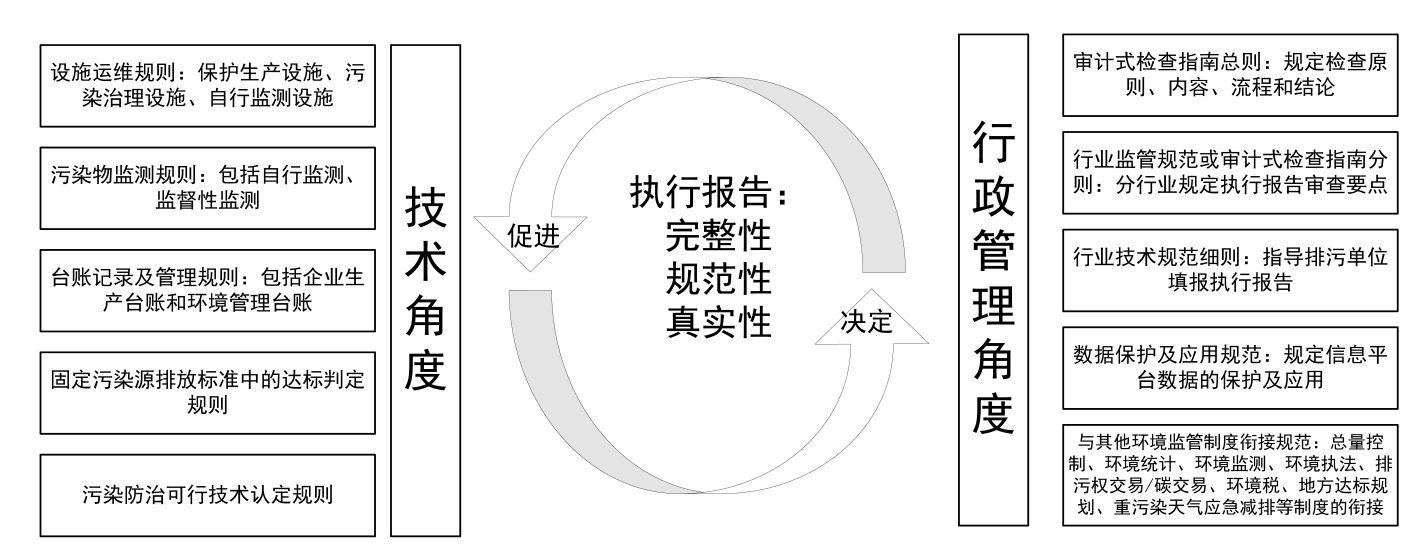 设施运维规则：保护生产设施、污
染治理设施、自行监测设施
污染物监测规则：包括自行监测、
监督性监测
台账记录及管理规则：包括企业生
产台账和环境管理台账
固定污染源排放标准中的达标判定
规则
污染防治可行技术认定规则
技术角度
促进
执行报告：
完整性
规范性
真实性
决定
行政管理角度
审计式检查指南总则：规定检查原
则、内容、流程和结论
行业监管规范或审计式检查指南分
则：分行业规定执行报告审查要点
行业技术规范细则：指导排污单位
填报执行报告
数据保护及应用规范：规定信息平
台数据的保护及应用
与其他环境监管制度衔接规范：总量控
制、环境统计、环境监测、环境执法、排
污权交易/碳交易、环境税、地方达标规
划、重污染天气应急减排等制度的衔接